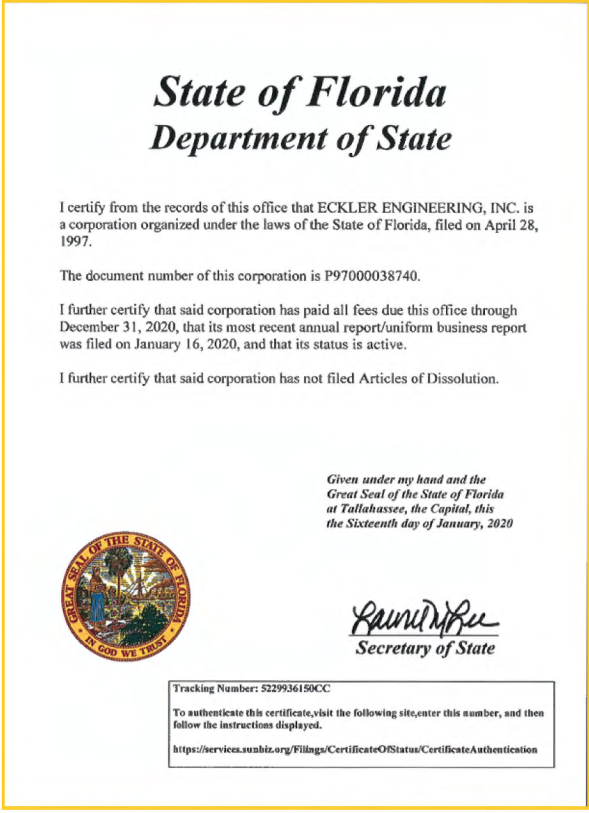 State of Florida
Department of State
I certify from the records of this office that ECKLER ENGINEERING, INC. is
a corporation organized under the laws of the State of Florida, filed on April 28,
1997.
The document number of this corporation is P97000038740.
I further certify that said corporation has paid all fees due this office through
December 31, 2020, that its most recent annual report/uniform business report
was filed on January 16, 2020, and that its status is active.
I further certify that said corporation has not filed Articles of Dissolution.
Given under my hand and the
Great Seal of the State of Florida
at Tallahassee, the Capital, this
the Sixteenth day of January, 2020
GREAT SEAL OF THE STATE OF FLORIDA
IN GOD WE TRUST
Secretary of State
Tracking Number: 5229936150CC
To authenticate this certificate,visit the following site,enter this number, and then
follow the instructions displayed.
https://services.sunbiz.org/Filings/CertificateOfStatus/CertificateAuthentication